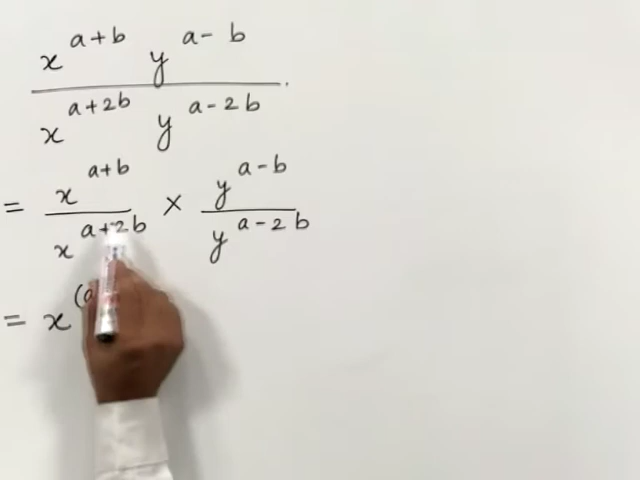 x^(a+b) y^(a-b)
x^(a+2b) y^(a-2b)
= x^(a+b) / x^(a+2b) × y^(a-b) / y^(a-2b)
= x^(a